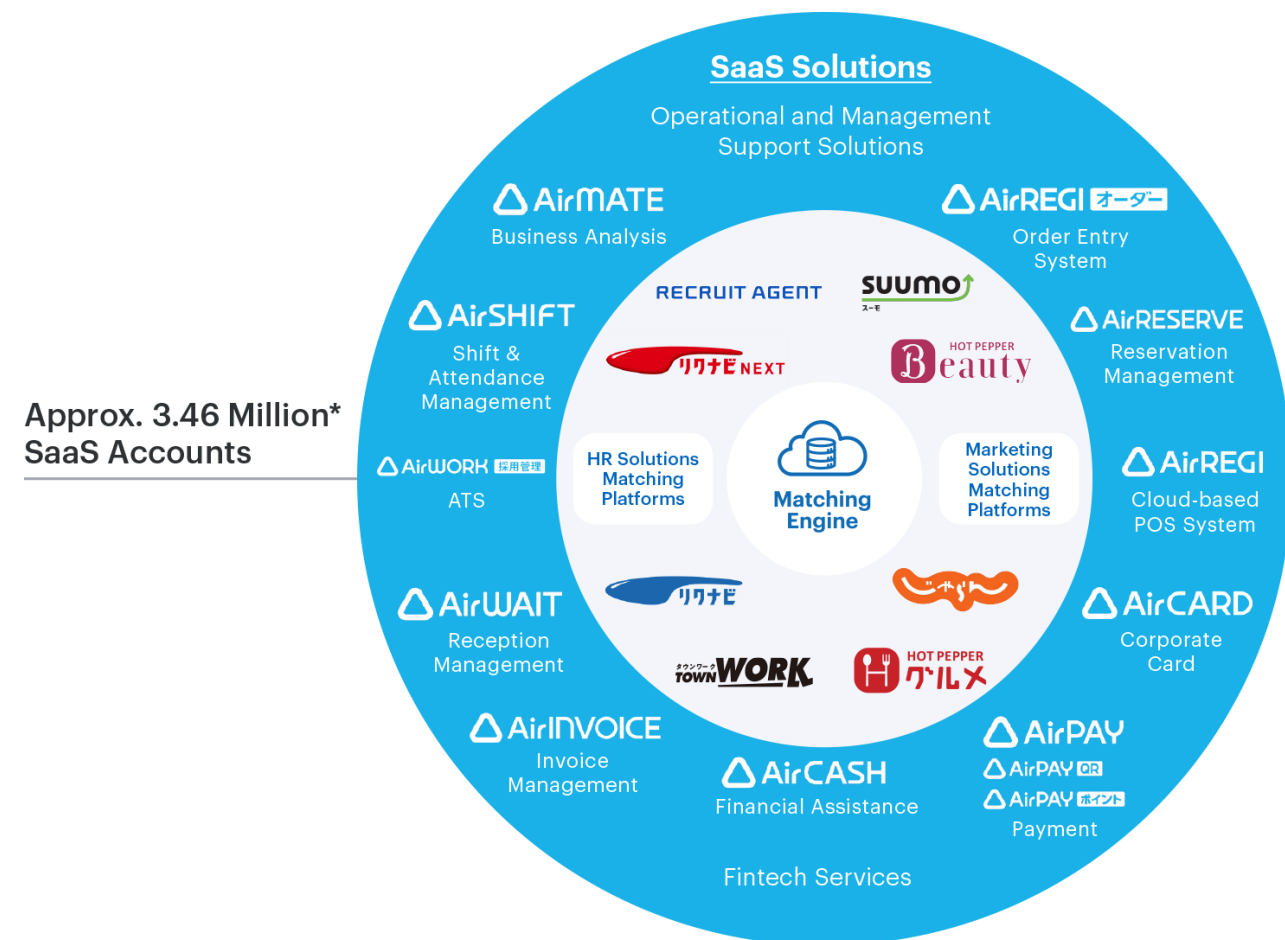 SaaS Solutions
Operational and Management
Support Solutions
AirMATE
Business Analysis
AirREGI オーダー
Order Entry
System
AirSHIFT
Shift &
Attendance
Management
AirRESERVE
Reservation
Management
RECRUIT AGENT
SUUMO
スーモ
リクナビ NEXT
HOT PEPPER
Beauty
Approx. 3.46 Million*
SaaS Accounts
AirWORK 採用管理
ATS
HR Solutions
Matching
Platforms
Matching
Engine
Marketing
Solutions
Matching
Platforms
AirREGI
Cloud-based
POS System
リクナビ
じゃらん
AirWAIT
Reception
Management
AirCARD
Corporate
Card
タウンワーク
TOWN WORK
HOT PEPPER
グルメ
AirINVOICE
Invoice
Management
AirCASH
Financial Assistance
AirPAY
AirPAY QR
AirPAY ポイント
Payment
Fintech Services